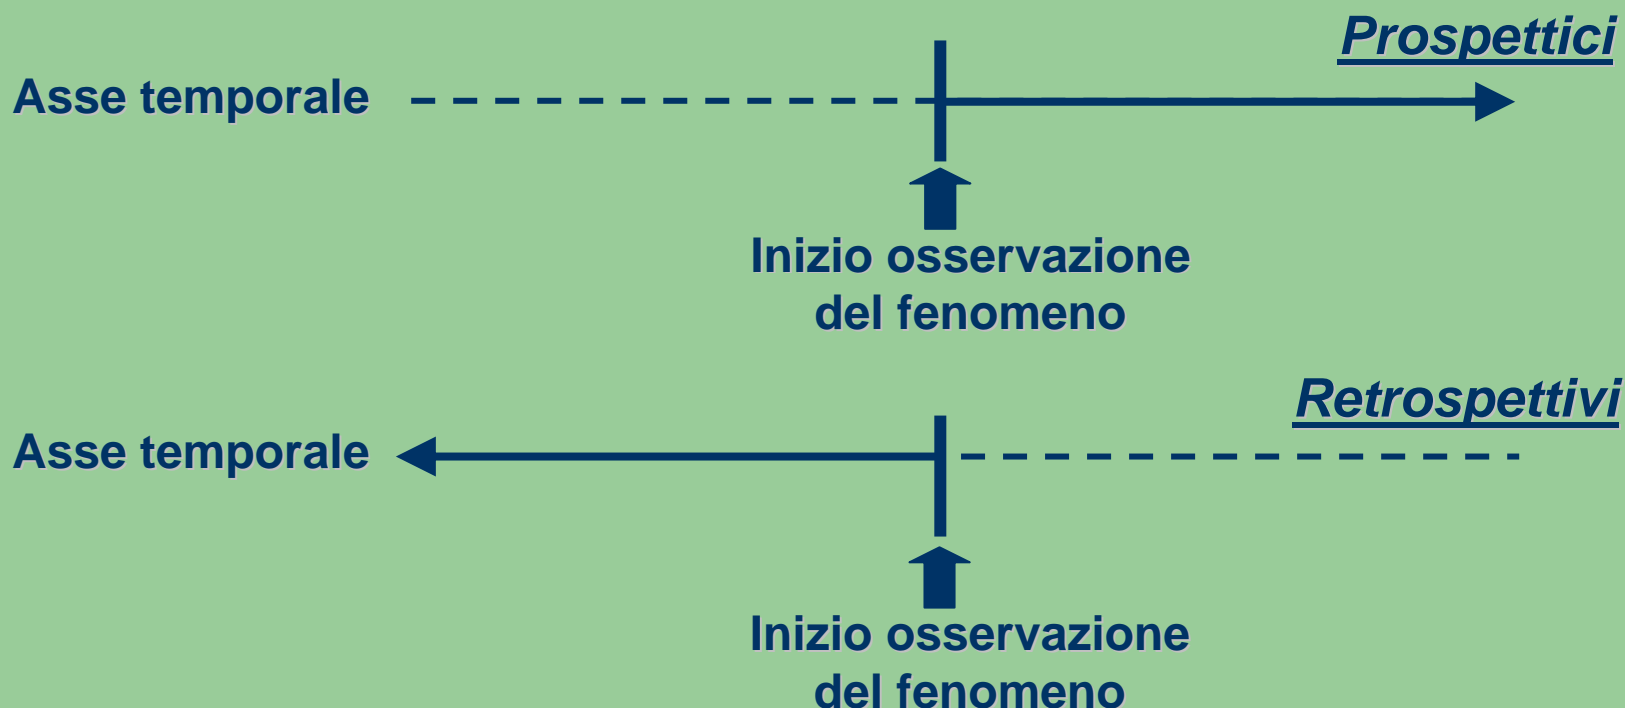 Prospettici
Asse temporale
Inizio osservazione
del fenomeno
Retrospettivi
Asse temporale
Inizio osservazione
del fenomeno